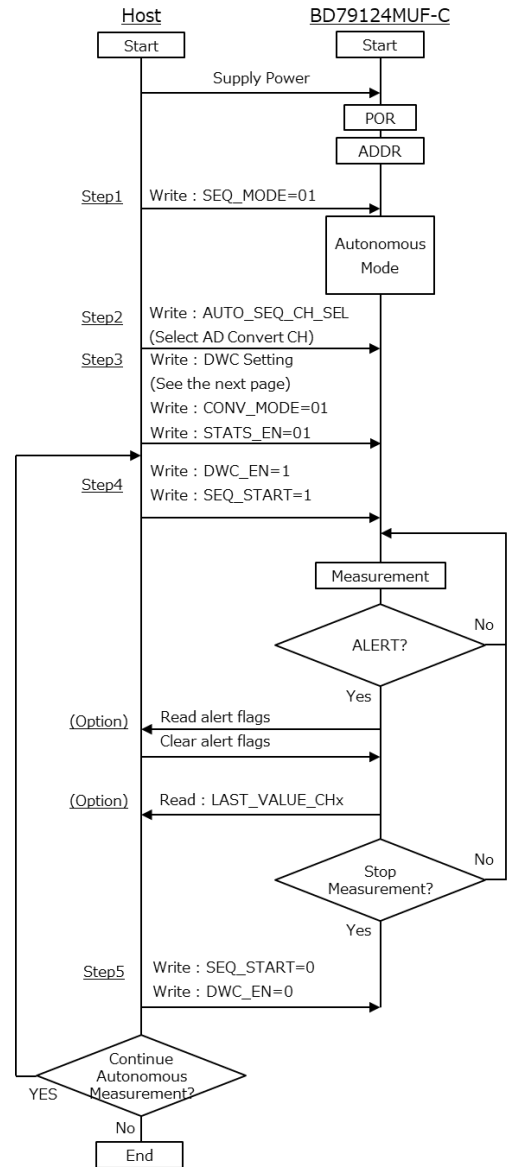 Host
BD79124MUF-C
Start
Start
Supply Power
POR
ADDR
Step1
Write : SEQ_MODE=01
Autonomous
Mode
Step2
Write : AUTO_SEQ_CH_SEL
(Select AD Convert CH)
Step3
Write : DWC Setting
(See the next page)
Write : CONV_MODE=01
Write : STATS_EN=01
Step4
Write : DWC_EN=1
Write : SEQ_START=1
Measurement
ALERT?
No
Yes
(Option)
Read alert flags
Clear alert flags
(Option)
Read : LAST_VALUE_CHx
Stop
Measurement?
No
Yes
Step5
Write : SEQ_START=0
Write : DWC_EN=0
Continue
Autonomous
Measurement?
YES
No
End